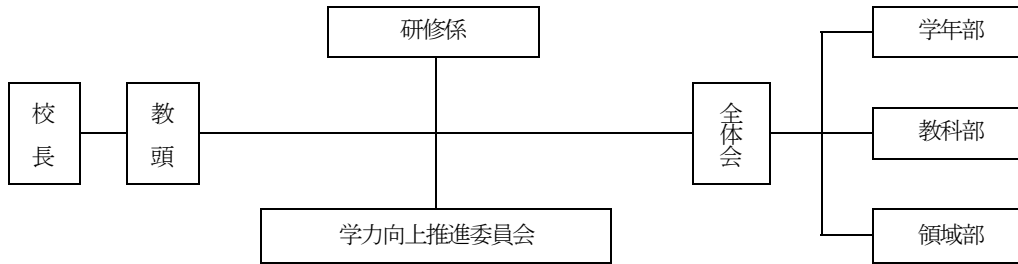 研修係
学年部
校長
教頭
全体会
教科部
学力向上推進委員会
領域部